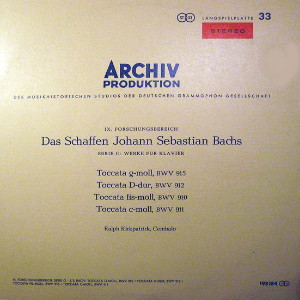 LANGSPIELPLATTE 33
STEREO
ARCHIV
PRODUKTION
DES MUSIKHISTORISCHEN STUDIOS DER DEUTSCHEN GRAMMOPHON GESELLSCHAFT
IX. FORSCHUNGSBEREICH
Das Schaffen Johann Sebastian Bachs
SERIE G: WERKE FÜR KLAVIER
Toccata g-moll, BWV 915
Toccata D-dur, BWV 912
Toccata fis-moll, BWV 910
Toccata c-moll, BWV 911
Ralph Kirkpatrick, Cembalo